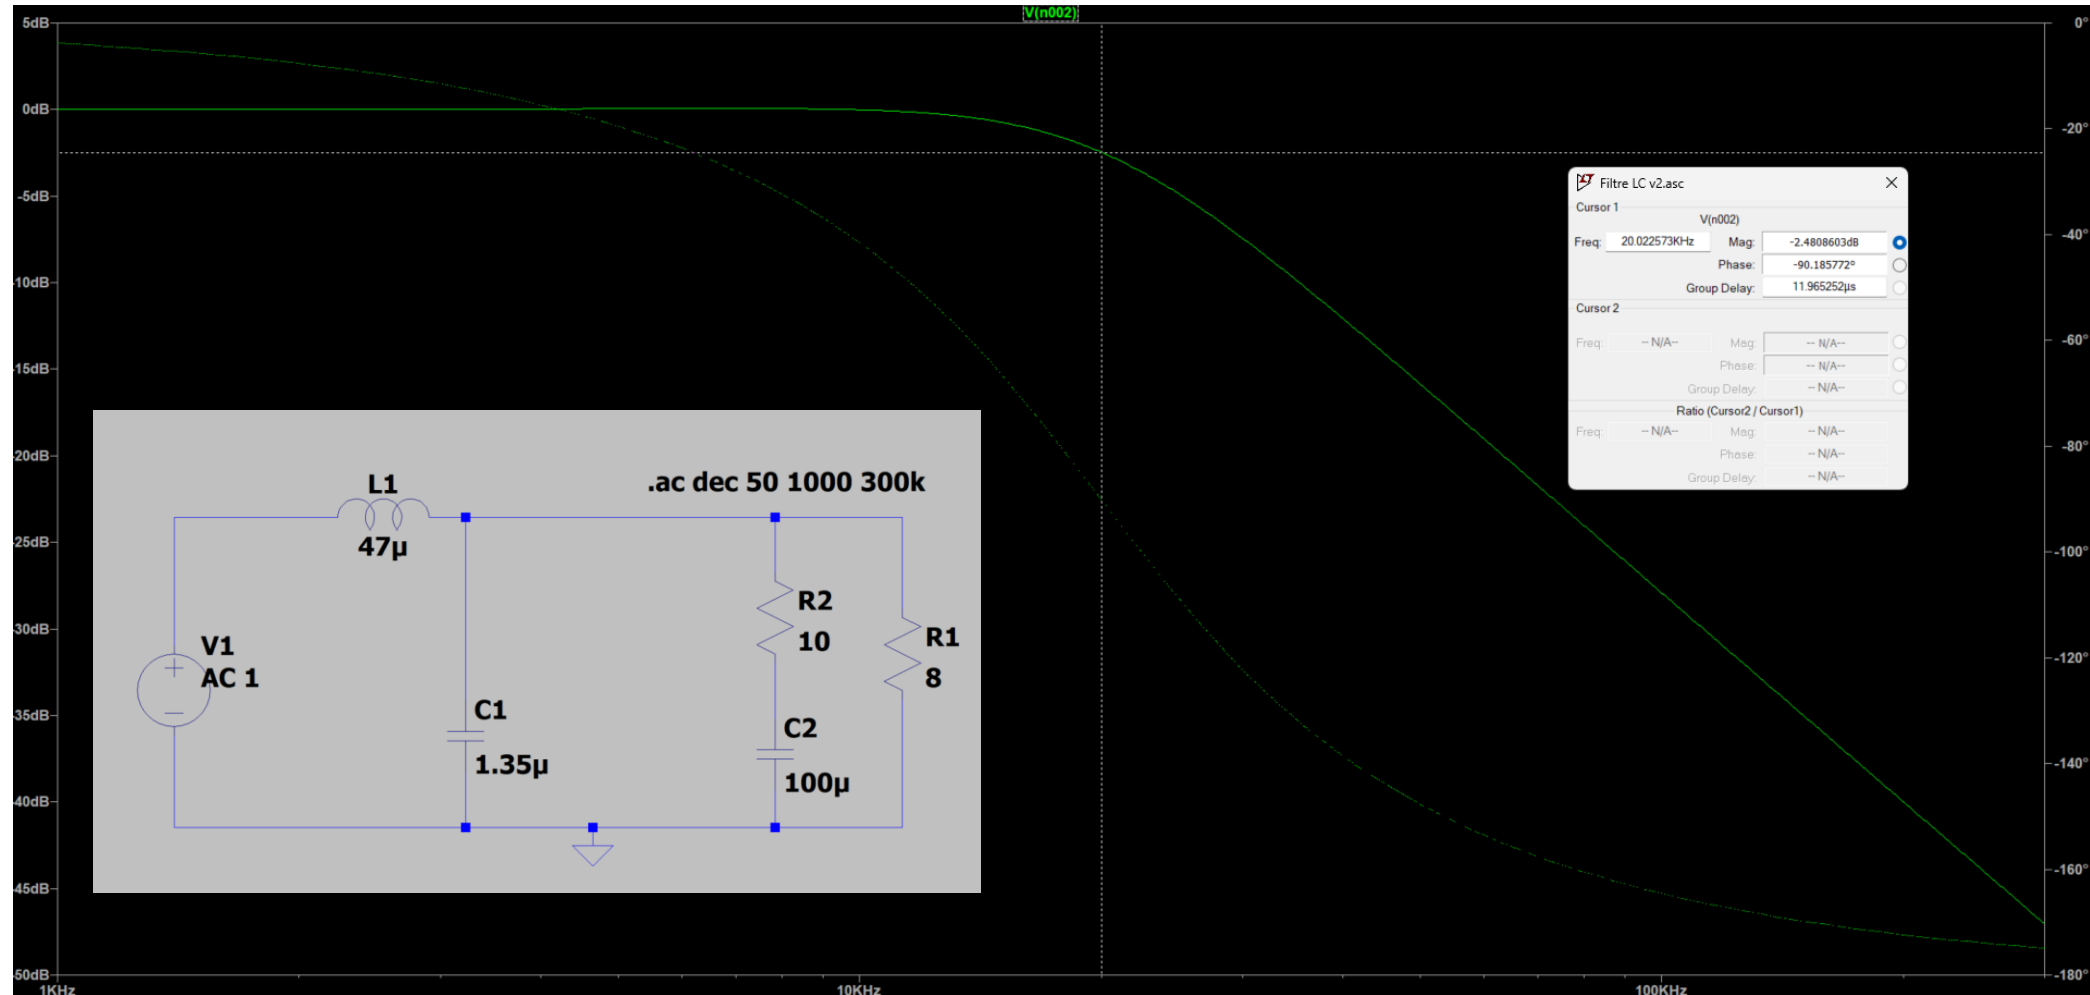 V(n002)
5dB
0dB
-5dB
10dB
15dB
20dB
25dB
30dB
35dB
40dB
45dB
50dB
0°
-20°
-40°
-60°
-80°
-100°
-120°
-140°
-160°
-180°
1KHz
10KHz
100KHz
Filtre LC v2.asc
Cursor 1
V(n002)
Freq: 20.022573KHz Mag: -2.4808603dB
Phase: -90.185772°
Group Delay: 11.965252µs
Cursor 2
Freq: -- N/A-- Mag: -- N/A--
Phase: -- N/A--
Group Delay: -- N/A--
Ratio (Cursor2 / Cursor1)
Freq: -- N/A-- Mag: -- N/A--
Phase: -- N/A--
Group Delay: -- N/A--
.ac dec 50 1000 300k
L1
47µ
V1
AC 1
C1
1.35µ
R2
10
C2
100µ
R1
8